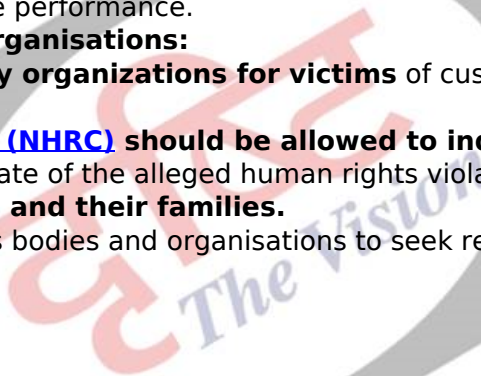 e performance.
rganisations:
y organizations for victims of cus
(NHRC) should be allowed to in
ate of the alleged human rights viola
and their families.
s bodies and organisations to seek re
दृष्टि
The Vision